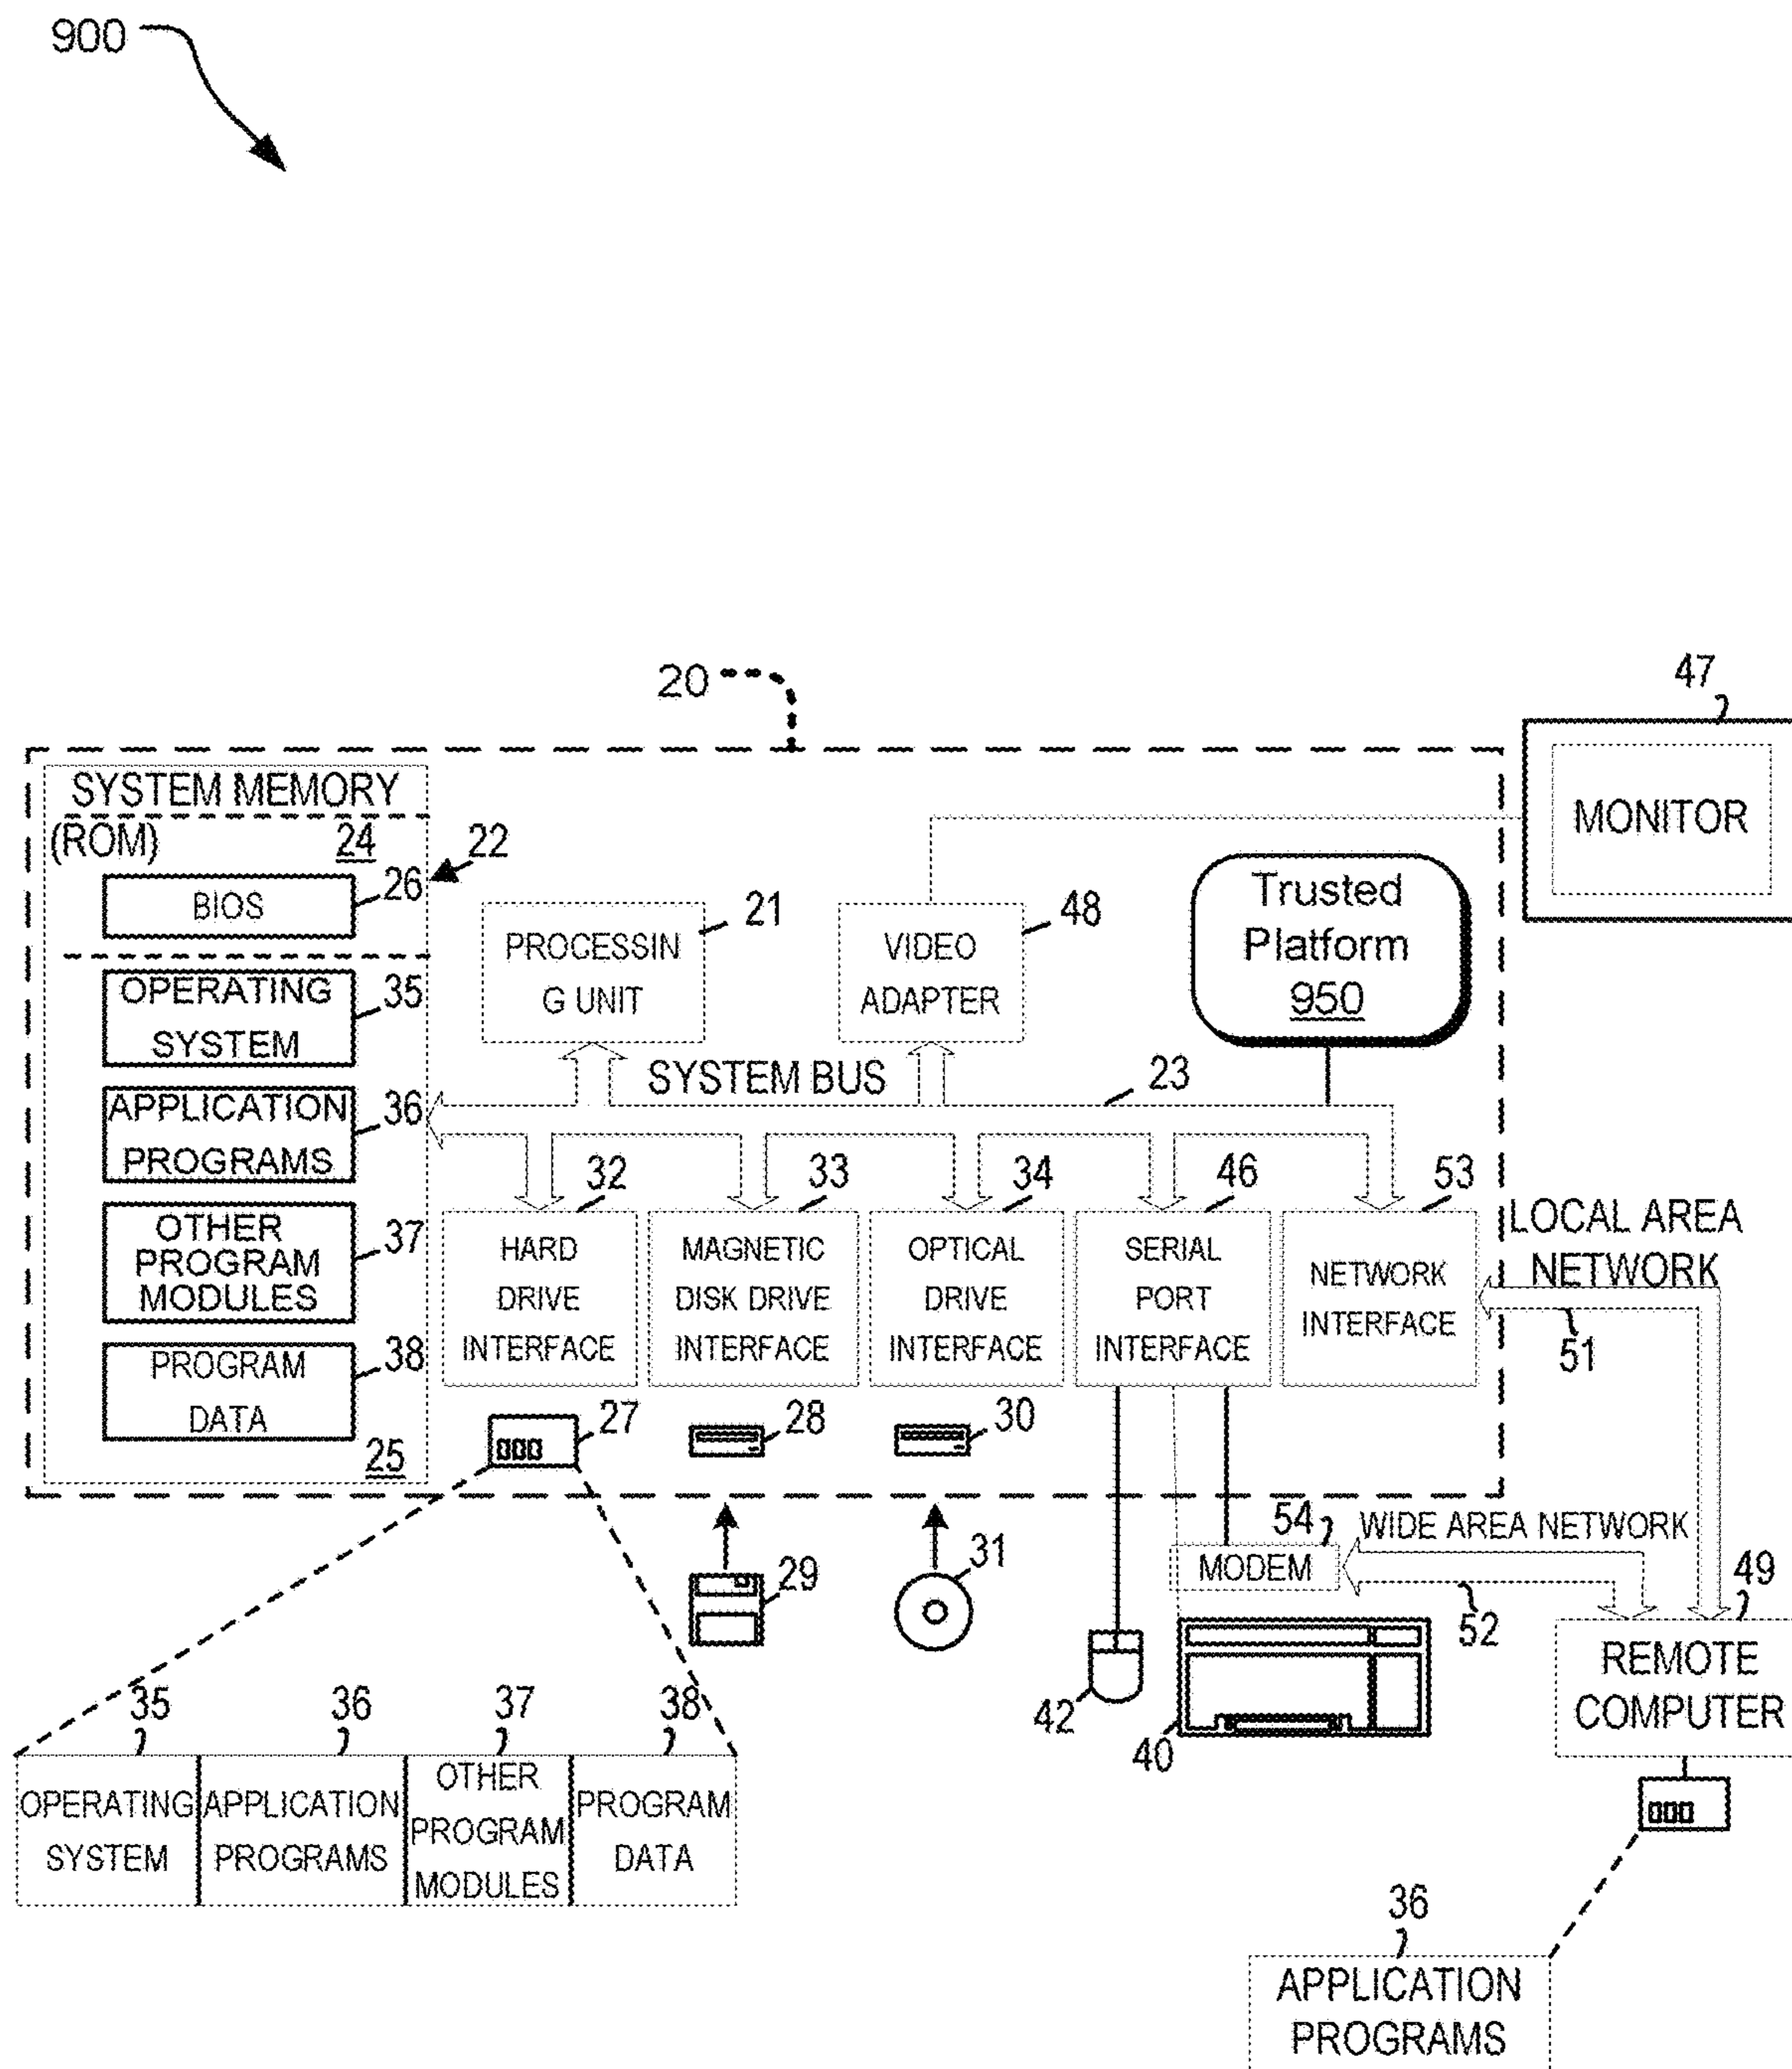 900
20
47
SYSTEM MEMORY
(ROM) 24
22
BIOS 26
OPERATING
SYSTEM
35
APPLICATION
PROGRAMS
36
OTHER
PROGRAM
MODULES
37
PROGRAM
DATA
38
25
PROCESSIN
G UNIT
21
VIDEO
ADAPTER
48
Trusted
Platform
950
MONITOR
SYSTEM BUS
23
32
HARD
DRIVE
INTERFACE
33
MAGNETIC
DISK DRIVE
INTERFACE
34
OPTICAL
DRIVE
INTERFACE
46
SERIAL
PORT
INTERFACE
53
NETWORK
INTERFACE
LOCAL AREA
NETWORK
51
27
28
30
29
31
54
MODEM
WIDE AREA NETWORK
52
49
REMOTE
COMPUTER
42
40
35
OPERATING
SYSTEM
36
APPLICATION
PROGRAMS
37
OTHER
PROGRAM
MODULES
38
PROGRAM
DATA
36
APPLICATION
PROGRAMS